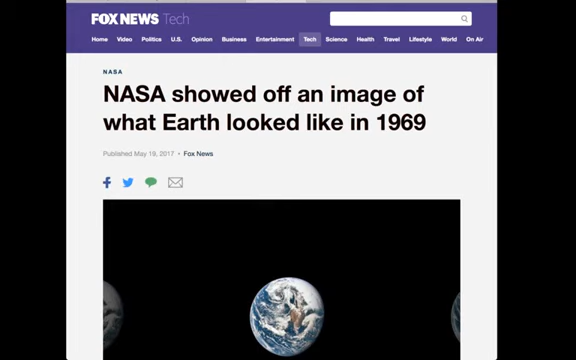 FOX NEWS Tech
Home Video Politics U.S. Opinion Business Entertainment Tech Science Health Travel Lifestyle World On Air
NASA
NASA showed off an image of
what Earth looked like in 1969
Published May 19, 2017 • Fox News